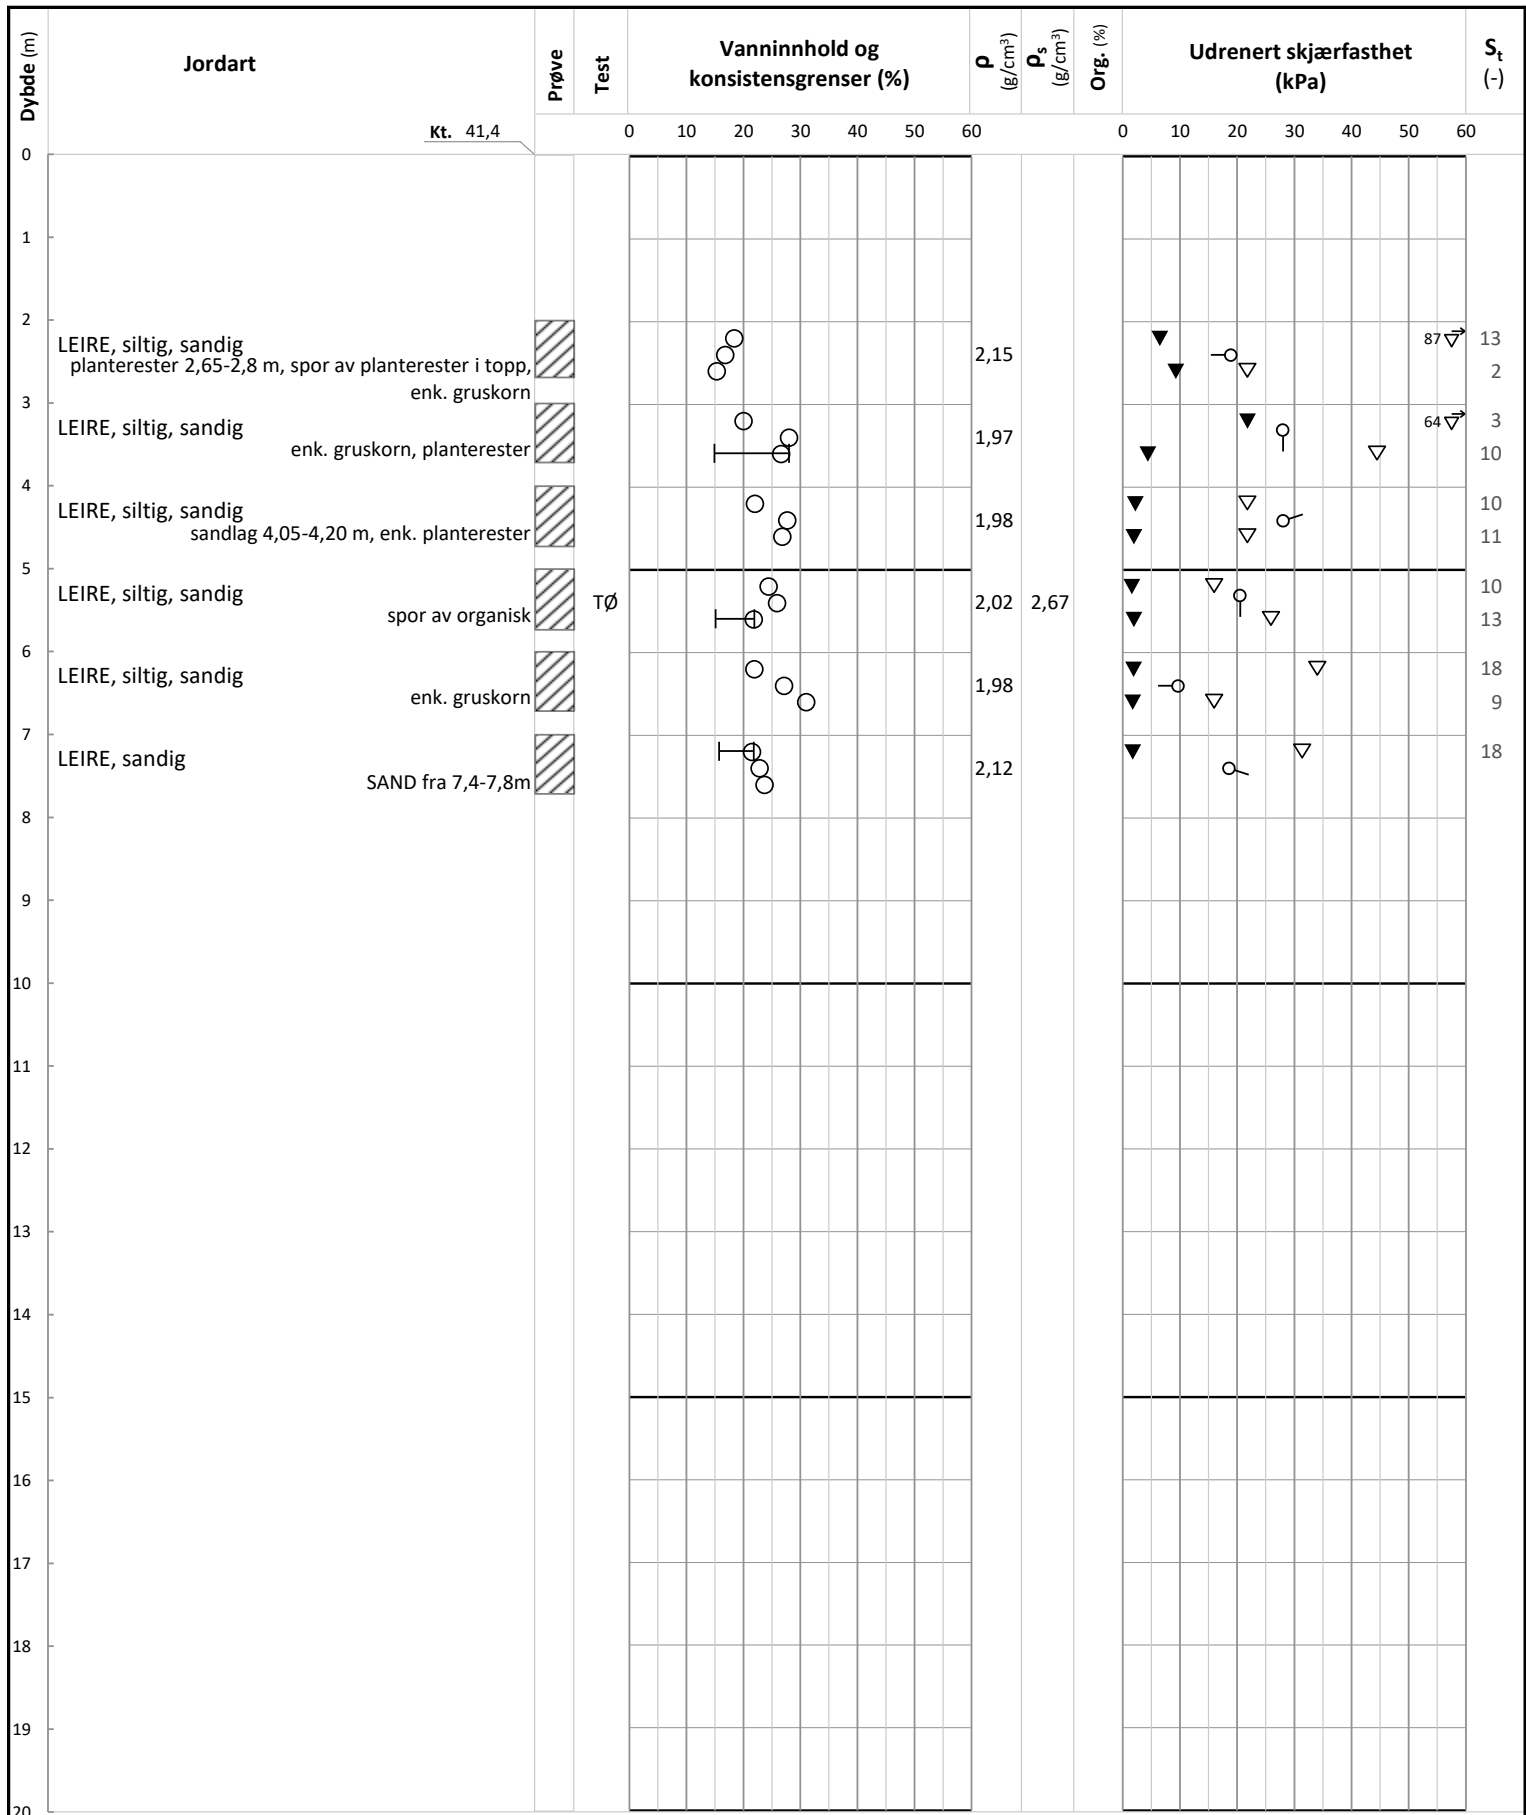 Dybde (m)
Jordart
Prøve
Test
Vanninnhold og
konsistensgrenser (%)
ρ
(g/cm³)
ρs
(g/cm³)
Org. (%)
Udrenert skjærfasthet
(kPa)
St
(-)
Kt. 41,4
0 10 20 30 40 50 60
0 10 20 30 40 50 60
0
1
2
LEIRE, siltig, sandig
planterester 2,65-2,8 m, spor av planterester i topp,
enk. gruskorn
2,15
87
13
2
3
LEIRE, siltig, sandig
enk. gruskorn, planterester
1,97
64
3
10
4
LEIRE, siltig, sandig
sandlag 4,05-4,20 m, enk. planterester
1,98
10
11
5
LEIRE, siltig, sandig
spor av organisk
TØ
2,02
2,67
10
13
6
LEIRE, siltig, sandig
enk. gruskorn
1,98
18
9
7
LEIRE, sandig
SAND fra 7,4-7,8m
2,12
18
8
9
10
11
12
13
14
15
16
17
18
19
20